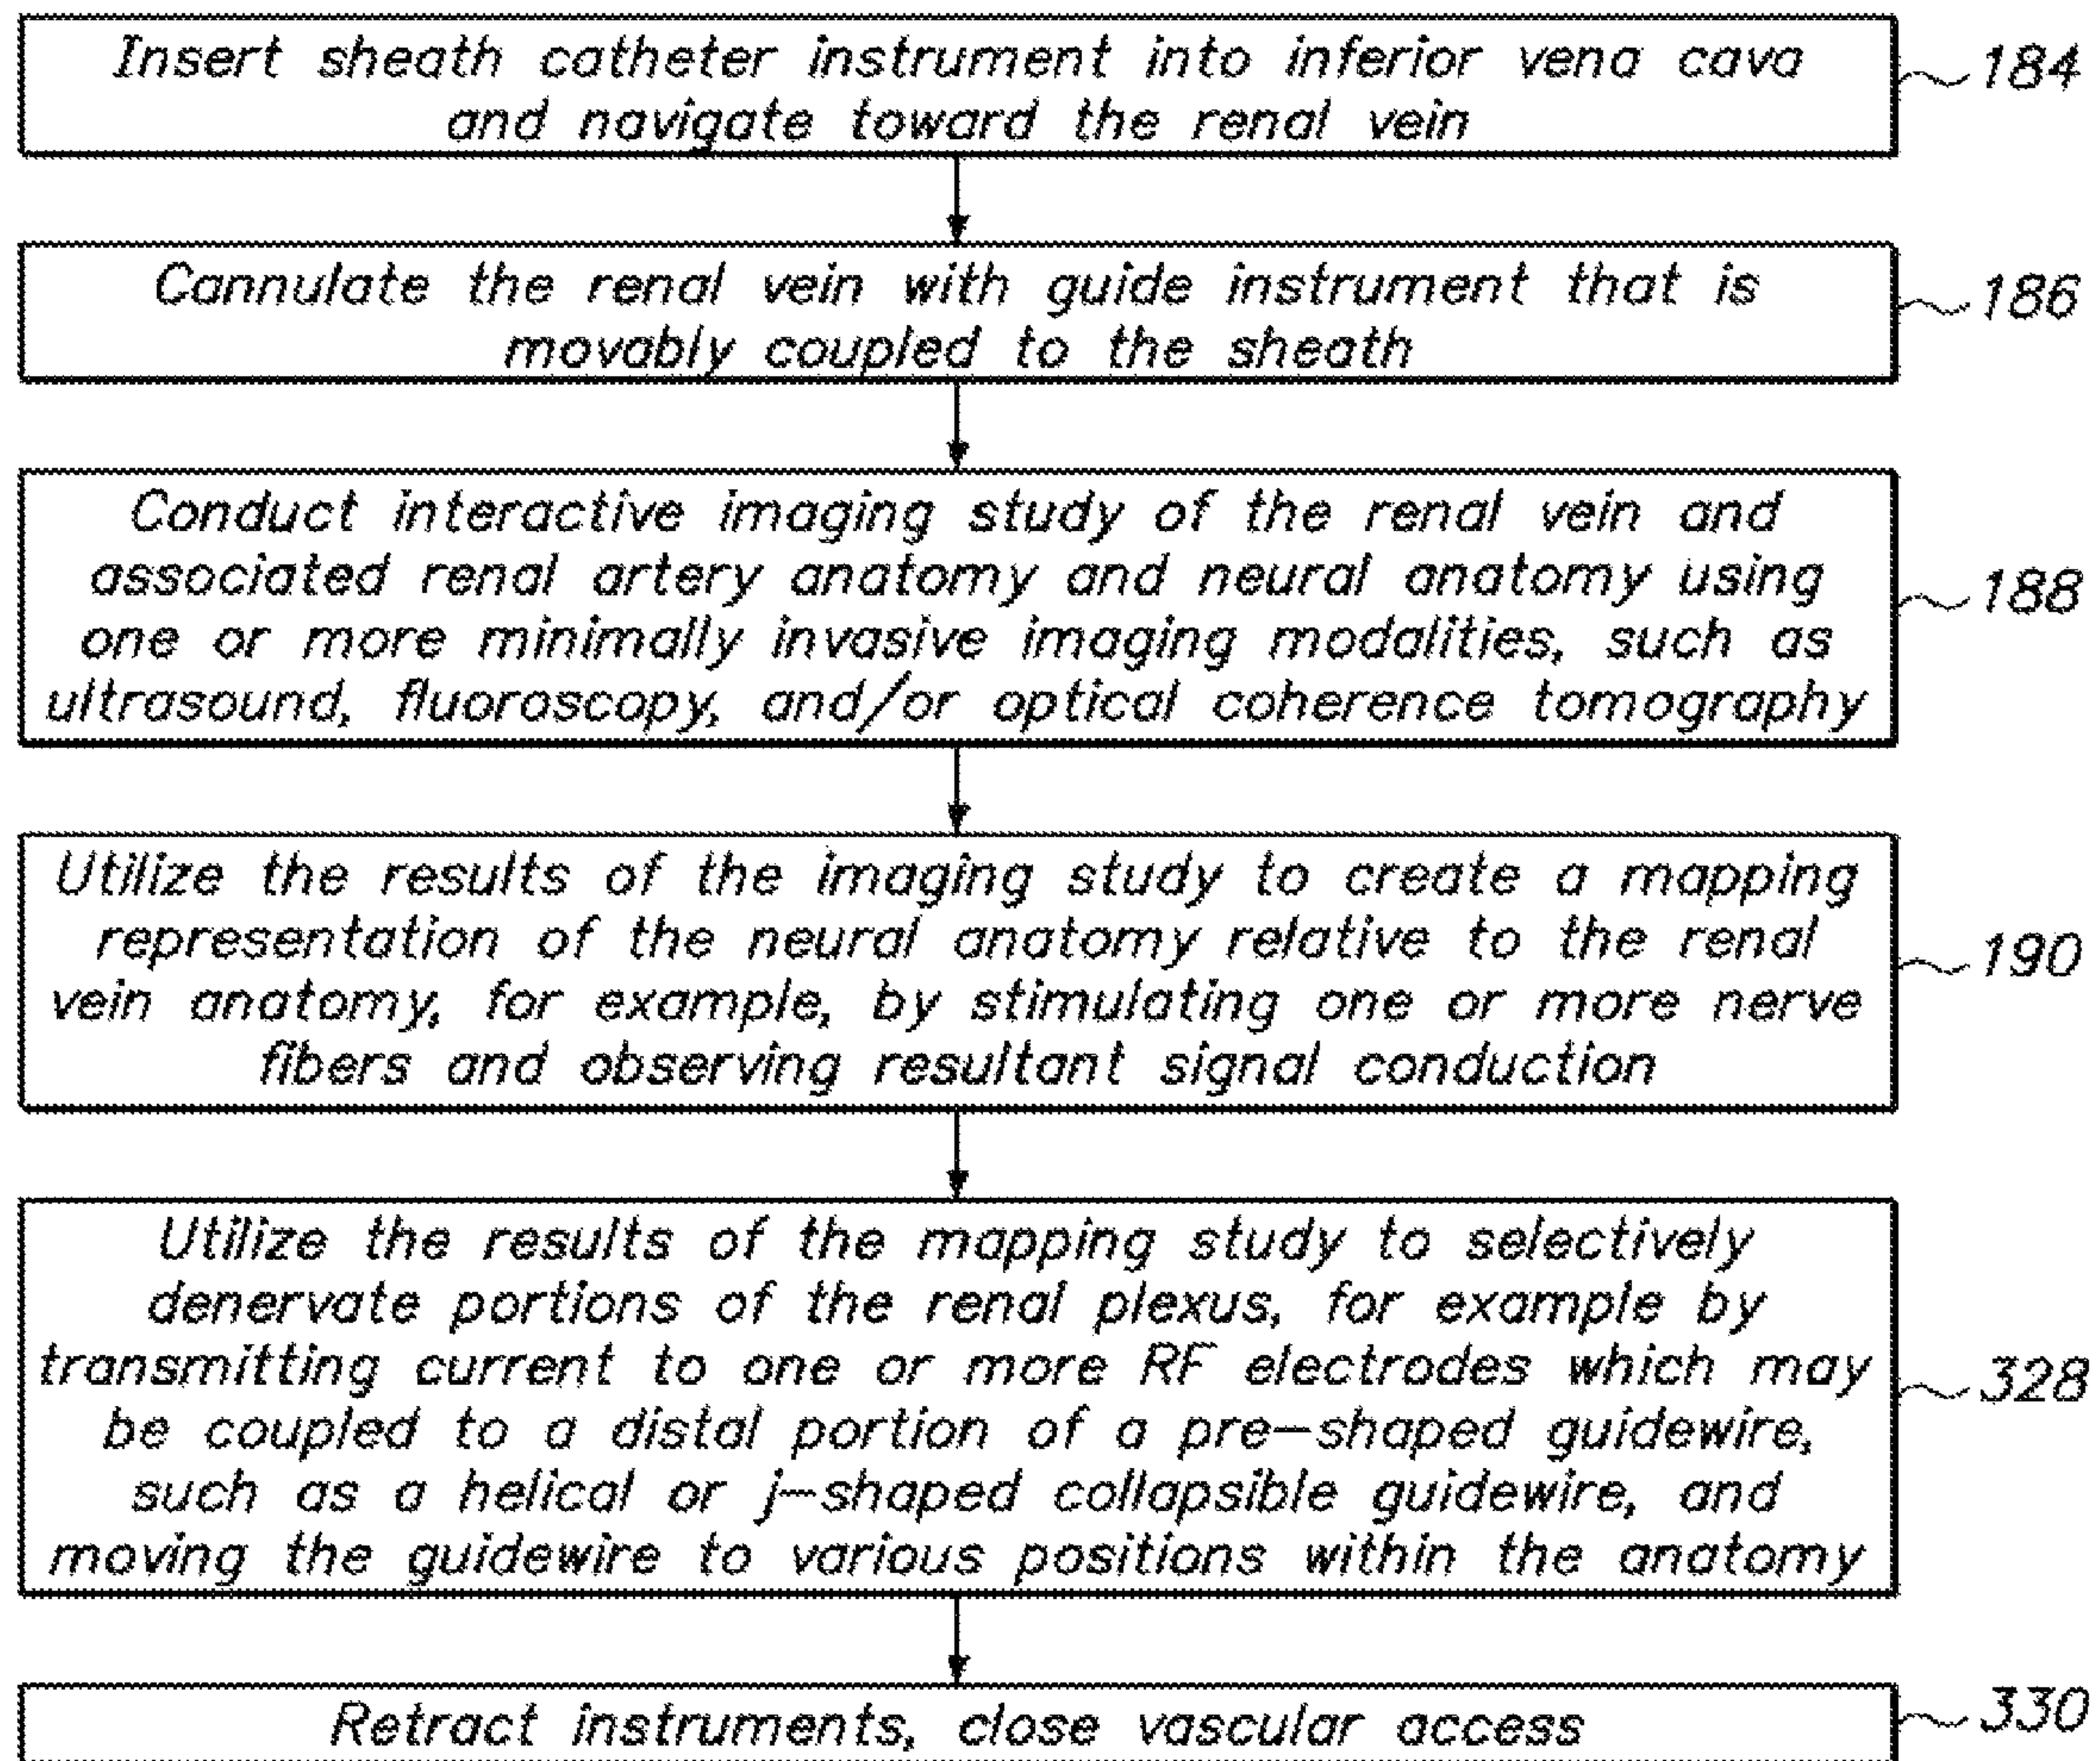 Insert sheath catheter instrument into inferior vena cava
and navigate toward the renal vein
184
Cannulate the renal vein with guide instrument that is
movably coupled to the sheath
186
Conduct interactive imaging study of the renal vein and
associated renal artery anatomy and neural anatomy using
one or more minimally invasive imaging modalities, such as
ultrasound, fluoroscopy, and/or optical coherence tomography
188
Utilize the results of the imaging study to create a mapping
representation of the neural anatomy relative to the renal
vein anatomy, for example, by stimulating one or more nerve
fibers and observing resultant signal conduction
190
Utilize the results of the mapping study to selectively
denervate portions of the renal plexus, for example by
transmitting current to one or more RF electrodes which may
be coupled to a distal portion of a pre-shaped guidewire,
such as a helical or j-shaped collapsible guidewire, and
moving the guidewire to various positions within the anatomy
328
Retract instruments, close vascular access
330